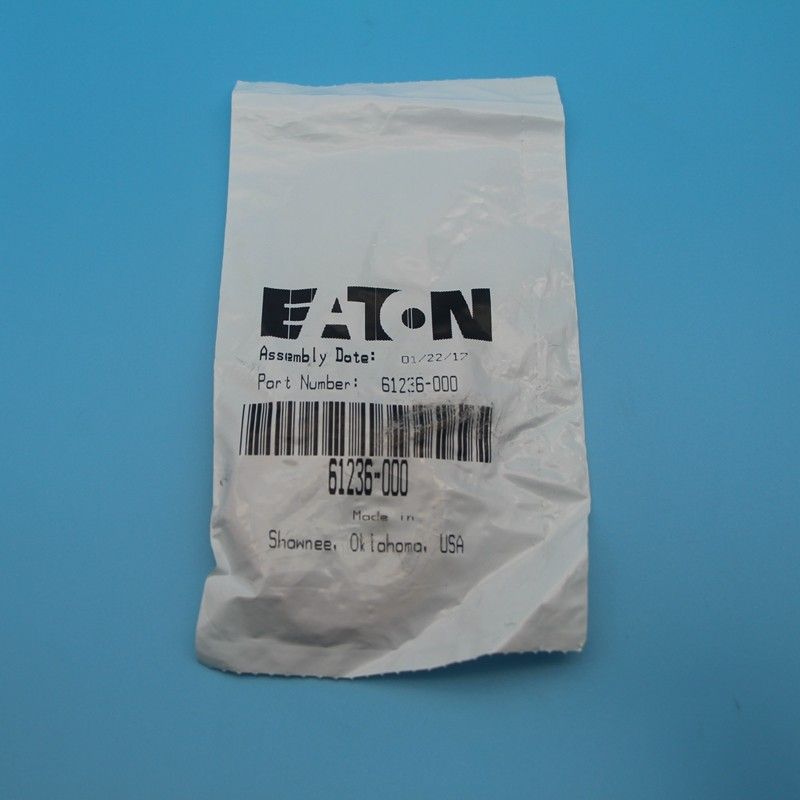 EATON
Assembly Date: 01/22/17
Part Number: 61236-000
61236-000
Made in
Shawnee, Oklahoma, USA